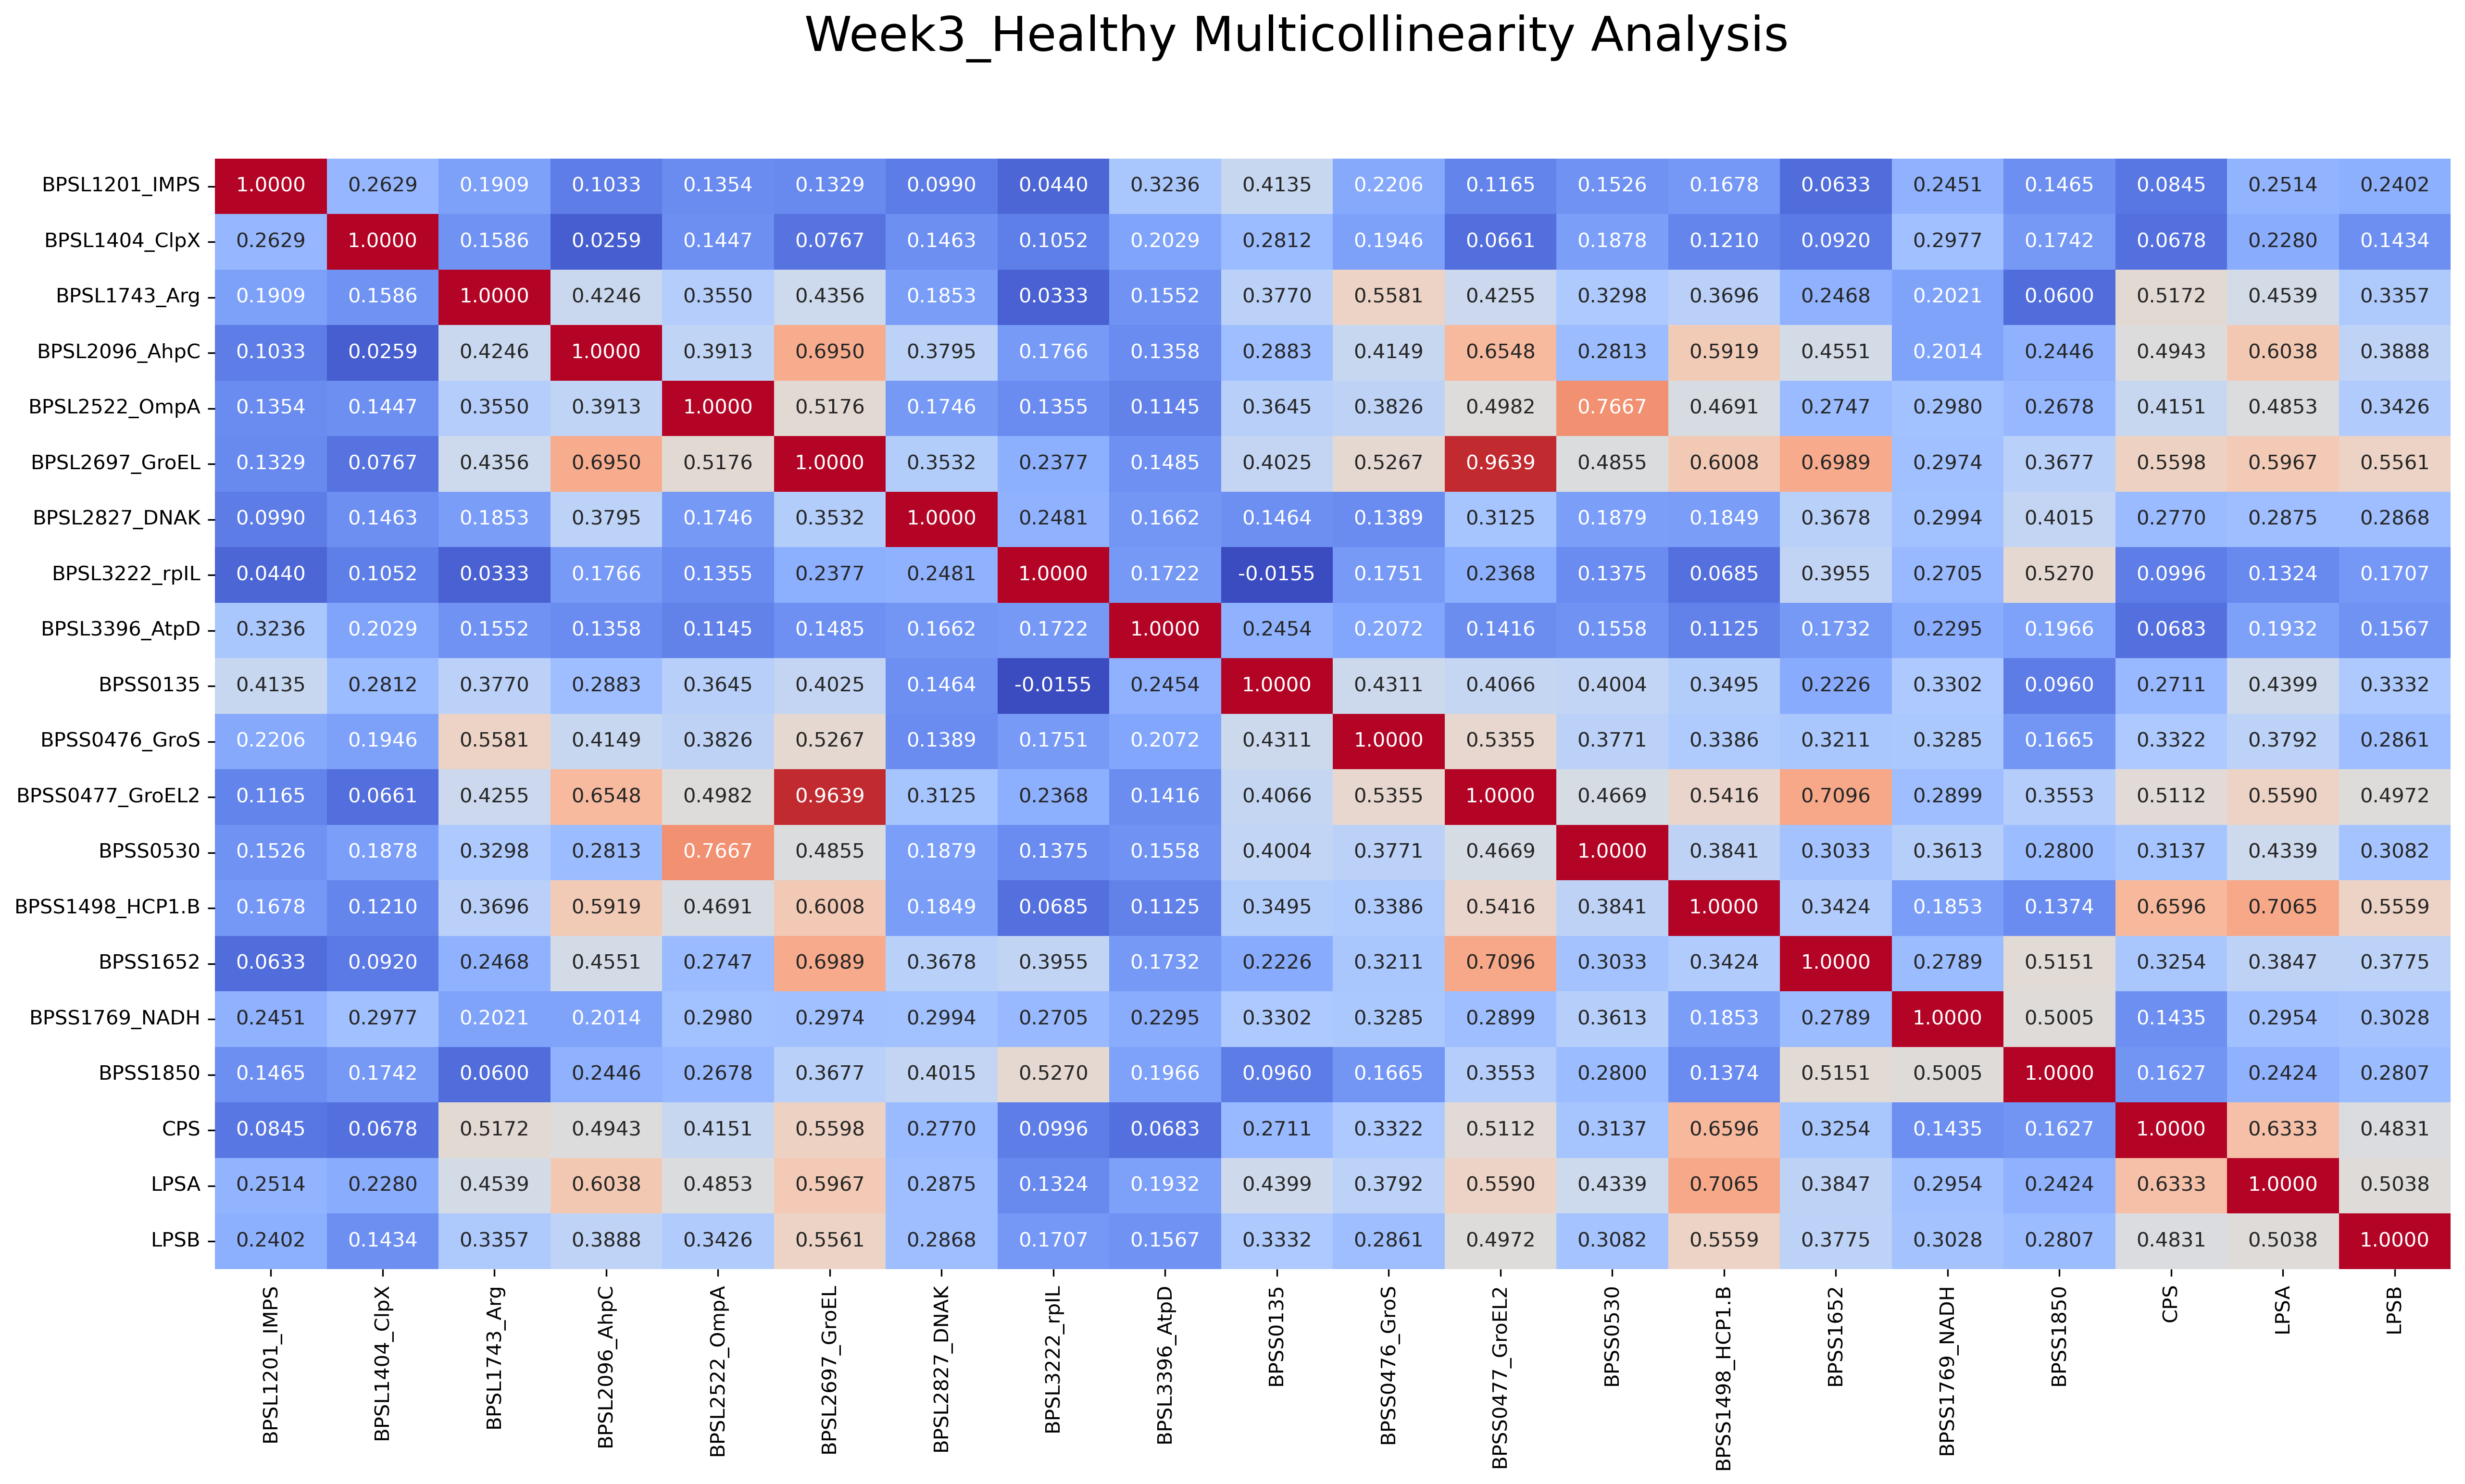 Week3_Healthy Multicollinearity Analysis
BPSL1201_IMPS 1.0000 0.2629 0.1909 0.1033 0.1354 0.1329 0.0990 0.0440 0.3236 0.4135 0.2206 0.1165 0.1526 0.1678 0.0633 0.2451 0.1465 0.0845 0.2514 0.2402
BPSL1404_ClpX 0.2629 1.0000 0.1586 0.0259 0.1447 0.0767 0.1463 0.1052 0.2029 0.2812 0.1946 0.0661 0.1878 0.1210 0.0920 0.2977 0.1742 0.0678 0.2280 0.1434
BPSL1743_Arg 0.1909 0.1586 1.0000 0.4246 0.3550 0.4356 0.1853 0.0333 0.1552 0.3770 0.5581 0.4255 0.3298 0.3696 0.2468 0.2021 0.0600 0.5172 0.4539 0.3357
BPSL2096_AhpC 0.1033 0.0259 0.4246 1.0000 0.3913 0.6950 0.3795 0.1766 0.1358 0.2883 0.4149 0.6548 0.2813 0.5919 0.4551 0.2014 0.2446 0.4943 0.6038 0.3888
BPSL2522_OmpA 0.1354 0.1447 0.3550 0.3913 1.0000 0.5176 0.1746 0.1355 0.1145 0.3645 0.3826 0.4982 0.7667 0.4691 0.2747 0.2980 0.2678 0.4151 0.4853 0.3426
BPSL2697_GroEL 0.1329 0.0767 0.4356 0.6950 0.5176 1.0000 0.3532 0.2377 0.1485 0.4025 0.5267 0.9639 0.4855 0.6008 0.6989 0.2974 0.3677 0.5598 0.5967 0.5561
BPSL2827_DNAK 0.0990 0.1463 0.1853 0.3795 0.1746 0.3532 1.0000 0.2481 0.1662 0.1464 0.1389 0.3125 0.1879 0.1849 0.3678 0.2994 0.4015 0.2770 0.2875 0.2868
BPSL3222_rpIL 0.0440 0.1052 0.0333 0.1766 0.1355 0.2377 0.2481 1.0000 0.1722 -0.0155 0.1751 0.2368 0.1375 0.0685 0.3955 0.2705 0.5270 0.0996 0.1324 0.1707
BPSL3396_AtpD 0.3236 0.2029 0.1552 0.1358 0.1145 0.1485 0.1662 0.1722 1.0000 0.2454 0.2072 0.1416 0.1558 0.1125 0.1732 0.2295 0.1966 0.0683 0.1932 0.1567
BPSS0135 0.4135 0.2812 0.3770 0.2883 0.3645 0.4025 0.1464 -0.0155 0.2454 1.0000 0.4311 0.4066 0.4004 0.3495 0.2226 0.3302 0.0960 0.2711 0.4399 0.3332
BPSS0476_GroS 0.2206 0.1946 0.5581 0.4149 0.3826 0.5267 0.1389 0.1751 0.2072 0.4311 1.0000 0.5355 0.3771 0.3386 0.3211 0.3285 0.1665 0.3322 0.3792 0.2861
BPSS0477_GroEL2 0.1165 0.0661 0.4255 0.6548 0.4982 0.9639 0.3125 0.2368 0.1416 0.4066 0.5355 1.0000 0.4669 0.5416 0.7096 0.2899 0.3553 0.5112 0.5590 0.4972
BPSS0530 0.1526 0.1878 0.3298 0.2813 0.7667 0.4855 0.1879 0.1375 0.1558 0.4004 0.3771 0.4669 1.0000 0.3841 0.3033 0.3613 0.2800 0.3137 0.4339 0.3082
BPSS1498_HCP1.B 0.1678 0.1210 0.3696 0.5919 0.4691 0.6008 0.1849 0.0685 0.1125 0.3495 0.3386 0.5416 0.3841 1.0000 0.3424 0.1853 0.1374 0.6596 0.7065 0.5559
BPSS1652 0.0633 0.0920 0.2468 0.4551 0.2747 0.6989 0.3678 0.3955 0.1732 0.2226 0.3211 0.7096 0.3033 0.3424 1.0000 0.2789 0.5151 0.3254 0.3847 0.3775
BPSS1769_NADH 0.2451 0.2977 0.2021 0.2014 0.2980 0.2974 0.2994 0.2705 0.2295 0.3302 0.3285 0.2899 0.3613 0.1853 0.2789 1.0000 0.5005 0.1435 0.2954 0.3028
BPSS1850 0.1465 0.1742 0.0600 0.2446 0.2678 0.3677 0.4015 0.5270 0.1966 0.0960 0.1665 0.3553 0.2800 0.1374 0.5151 0.5005 1.0000 0.1627 0.2424 0.2807
CPS 0.0845 0.0678 0.5172 0.4943 0.4151 0.5598 0.2770 0.0996 0.0683 0.2711 0.3322 0.5112 0.3137 0.6596 0.3254 0.1435 0.1627 1.0000 0.6333 0.4831
LPSA 0.2514 0.2280 0.4539 0.6038 0.4853 0.5967 0.2875 0.1324 0.1932 0.4399 0.3792 0.5590 0.4339 0.7065 0.3847 0.2954 0.2424 0.6333 1.0000 0.5038
LPSB 0.2402 0.1434 0.3357 0.3888 0.3426 0.5561 0.2868 0.1707 0.1567 0.3332 0.2861 0.4972 0.3082 0.5559 0.3775 0.3028 0.2807 0.4831 0.5038 1.0000
BPSL1201_IMPS
BPSL1404_ClpX
BPSL1743_Arg
BPSL2096_AhpC
BPSL2522_OmpA
BPSL2697_GroEL
BPSL2827_DNAK
BPSL3222_rpIL
BPSL3396_AtpD
BPSS0135
BPSS0476_GroS
BPSS0477_GroEL2
BPSS0530
BPSS1498_HCP1.B
BPSS1652
BPSS1769_NADH
BPSS1850
CPS
LPSA
LPSB